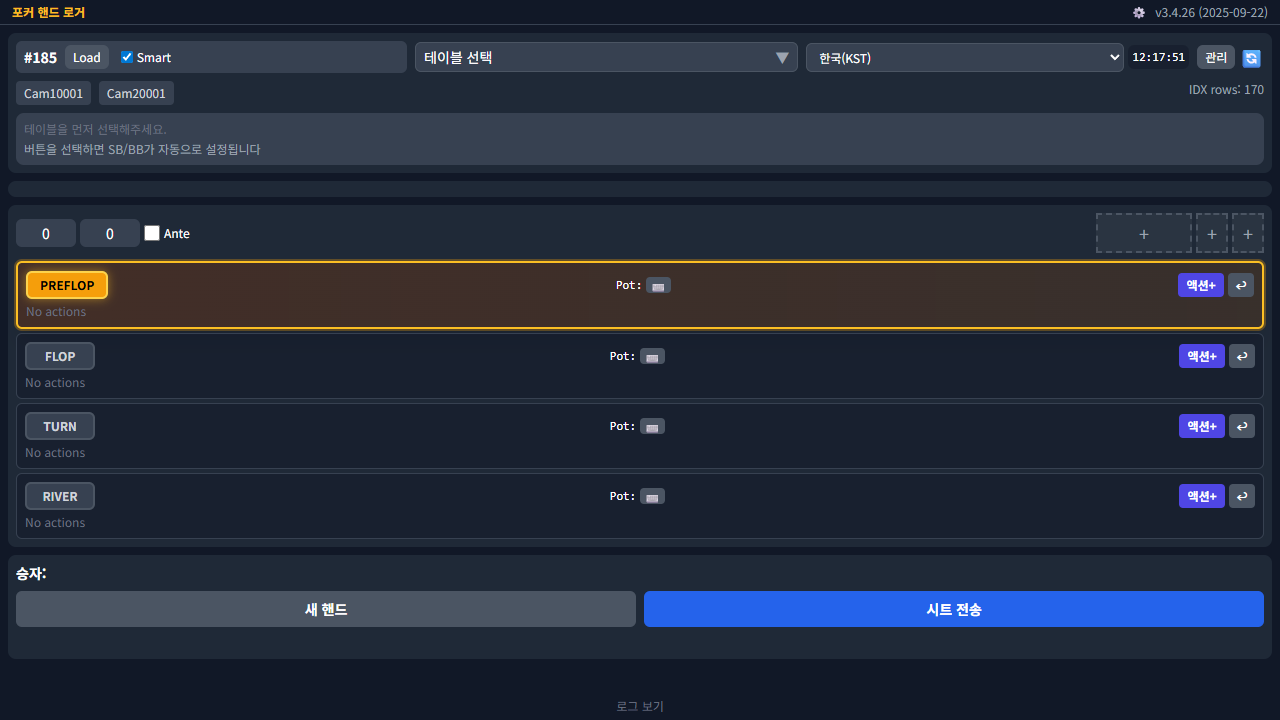 포커 핸드 로거
v3.4.26 (2025-09-22)
#185 Load Smart
테이블 선택
한국(KST)
12:17:51
관리
Cam10001 Cam20001
IDX rows: 170
테이블을 먼저 선택해주세요.
버튼을 선택하면 SB/BB가 자동으로 설정됩니다
0 0 Ante
+ + +
PREFLOP Pot: 액션+
No actions
FLOP Pot: 액션+
No actions
TURN Pot: 액션+
No actions
RIVER Pot: 액션+
No actions
승자:
새 핸드 시트 전송
로그 보기